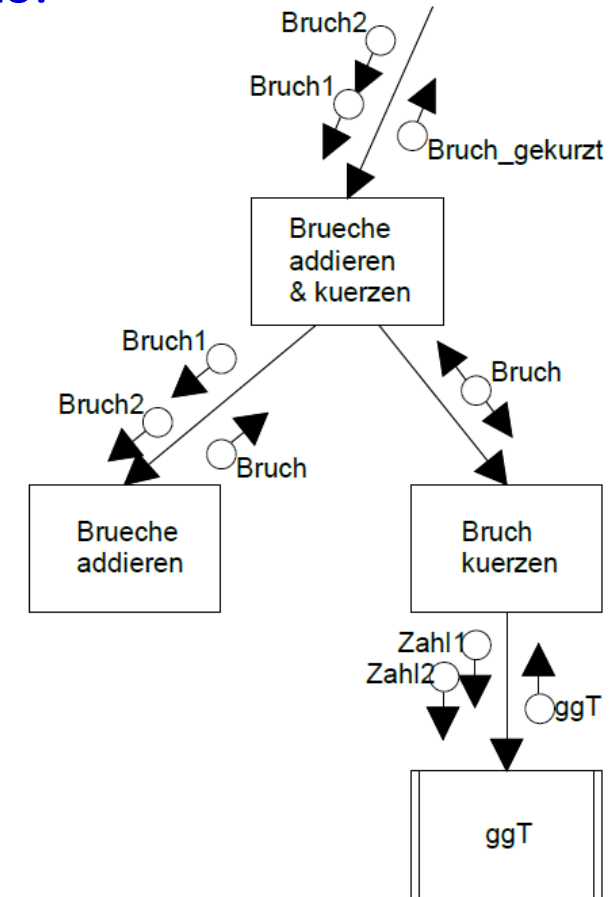 Bruch2
Bruch1
Bruch_gekurzt
Brueche
addieren
& kuerzen
Bruch1
Bruch
Bruch2
Bruch
Brueche
addieren
Bruch
kuerzen
Zahl1
Zahl2
ggT
ggT